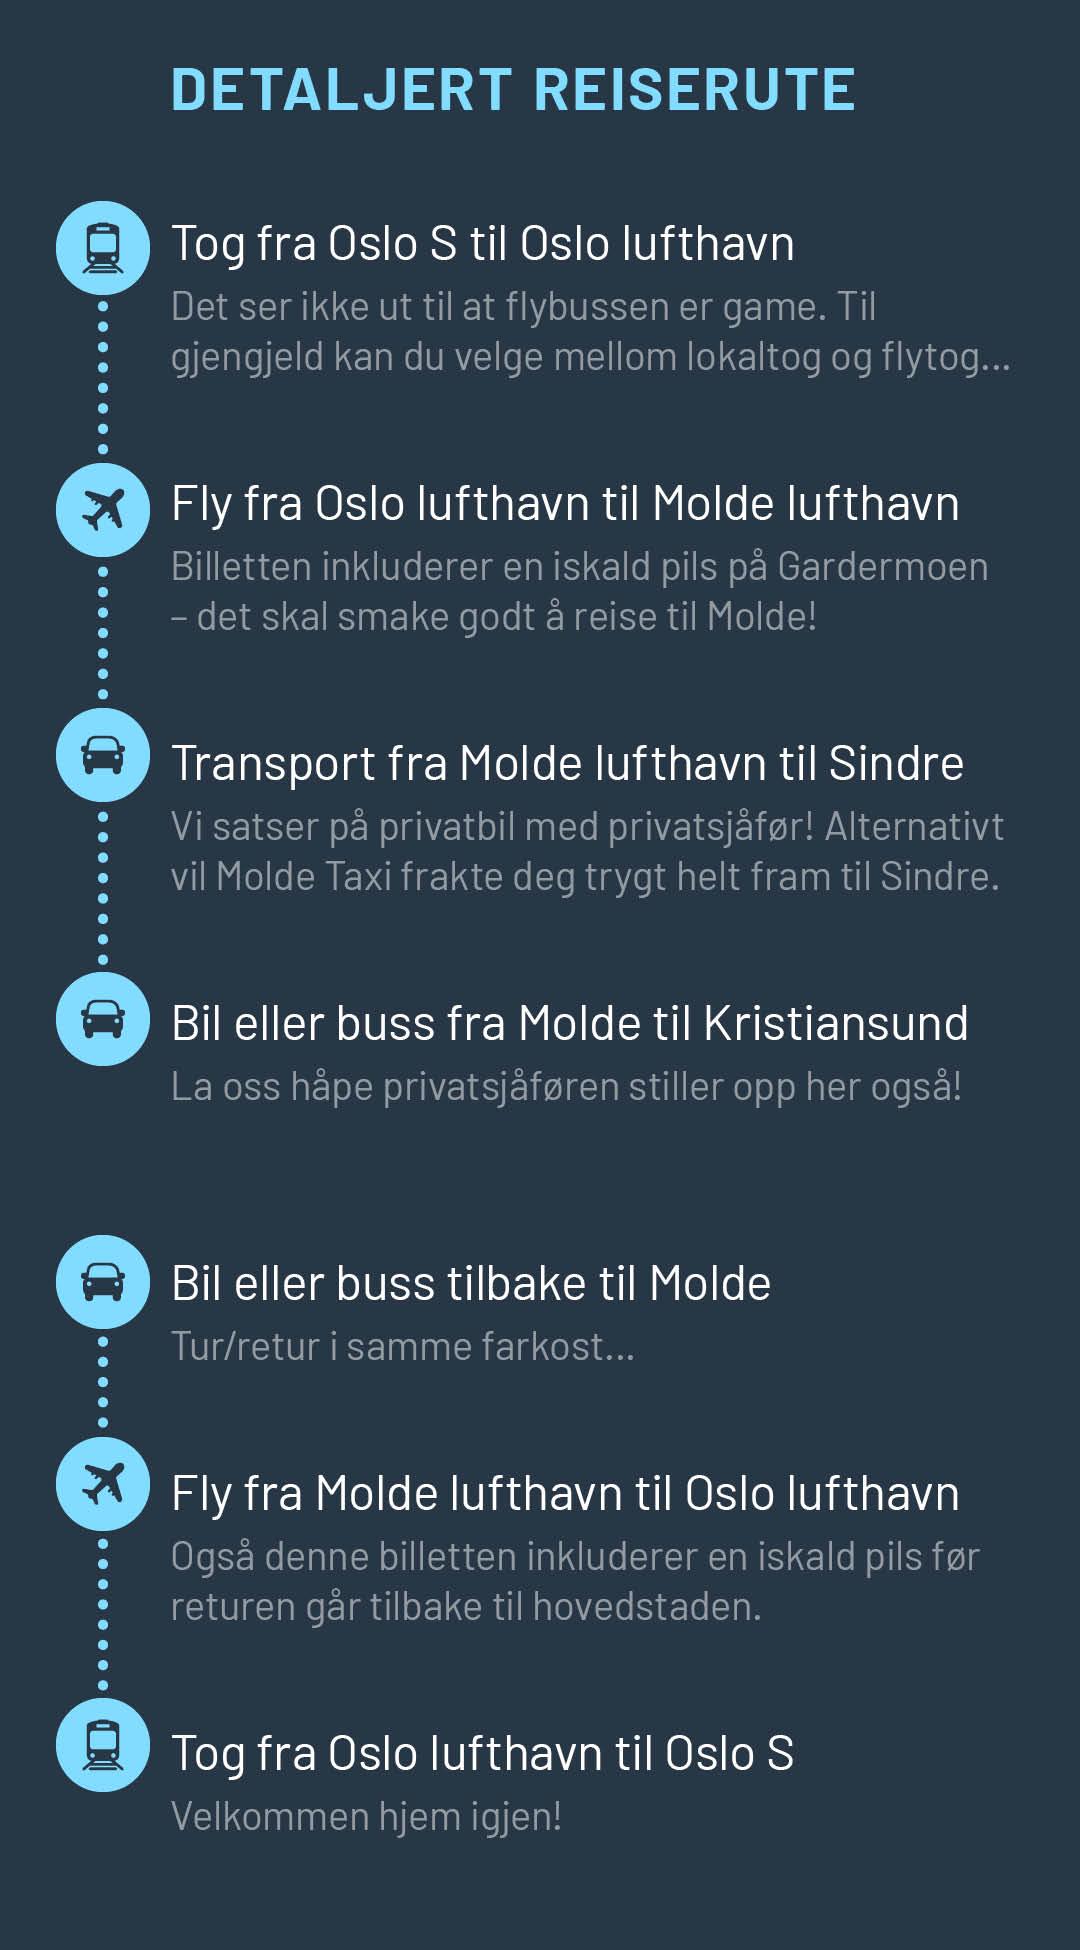 DETALJERT REISERUTE
Tog fra Oslo S til Oslo lufthavn
Det ser ikke ut til at flybussen er game. Til
gjengjeld kan du velge mellom lokaltog og flytog...
Fly fra Oslo lufthavn til Molde lufthavn
Billetten inkluderer en iskald pils på Gardermoen
– det skal smake godt å reise til Molde!
Transport fra Molde lufthavn til Sindre
Vi satser på privatbil med privatsjåfør! Alternativt
vil Molde Taxi frakte deg trygt helt fram til Sindre.
Bil eller buss fra Molde til Kristiansund
La oss håpe privatsjåføren stiller opp her også!
Bil eller buss tilbake til Molde
Tur/retur i samme farkost...
Fly fra Molde lufthavn til Oslo lufthavn
Også denne billetten inkluderer en iskald pils før
returen går tilbake til hovedstaden.
Tog fra Oslo lufthavn til Oslo S
Velkommen hjem igjen!